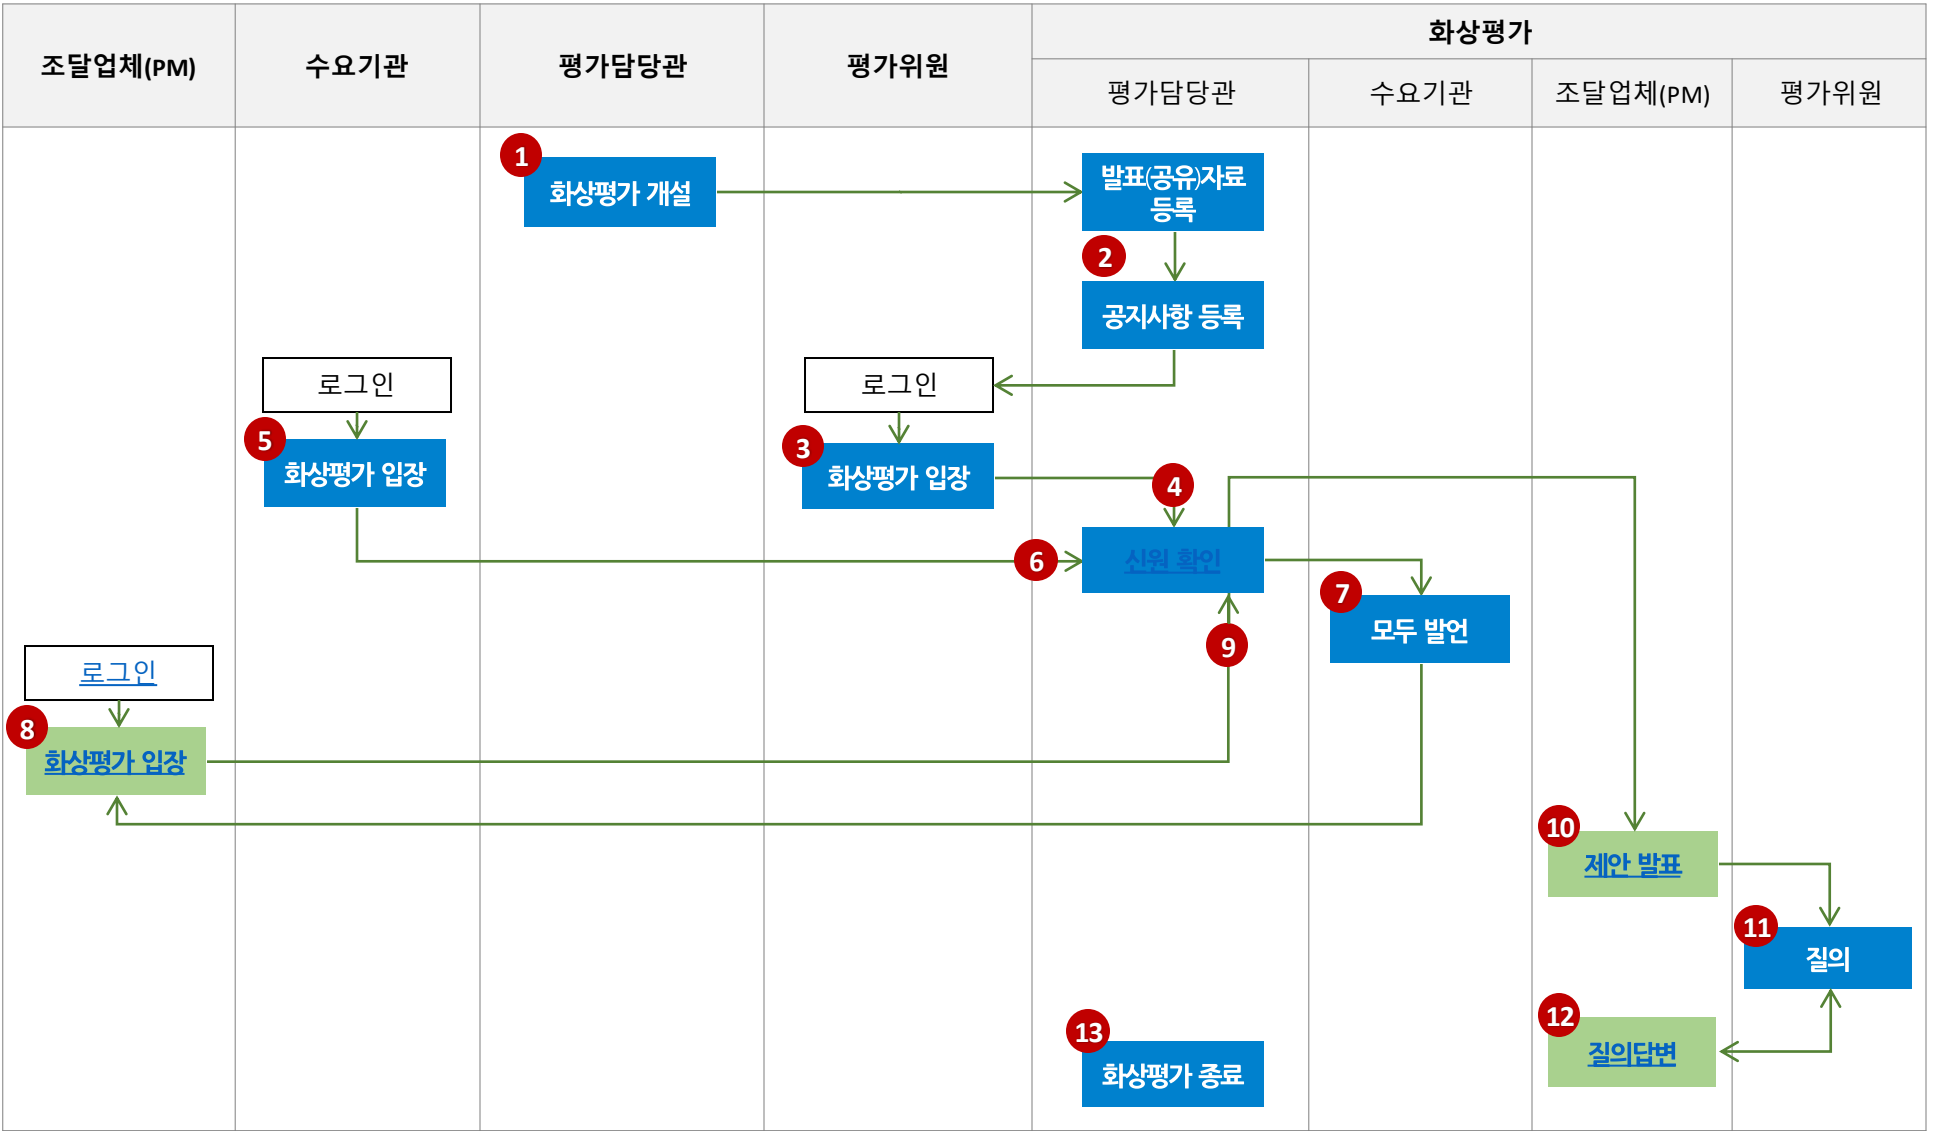 조달업체(PM)
수요기관
평가담당관
평가위원
화상평가
평가담당관
수요기관
조달업체(PM)
평가위원
1
화상평가 개설
발표(공유)자료
등록
2
공지사항 등록
로그인
로그인
5
화상평가 입장
3
화상평가 입장
4
6
신원 확인
7
모두 발언
9
로그인
8
화상평가 입장
10
제안 발표
11
질의
12
질의답변
13
화상평가 종료